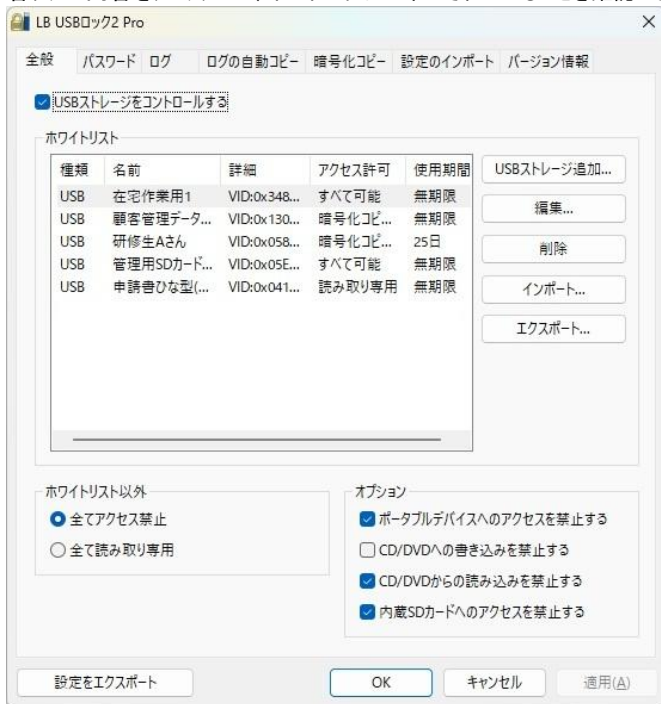 LB USBロック2 Pro
全般 パスワード ログ ログの自動コピー 暗号化コピー 設定のインポート バージョン情報
USBストレージをコントロールする
ホワイトリスト
種類 名前 詳細 アクセス許可 使用期間
USB 在宅作業用1 VID:0x348... すべて可能 無期限
USB 顧客管理データ... VID:0x130... 暗号化コピ... 無期限
USB 研修生Aさん VID:0x058... 暗号化コピ... 25日
USB 管理用SDカード... VID:0x05E... すべて可能 無期限
USB 申請書ひな型(... VID:0x041... 読み取り専用 無期限
USBストレージ追加...
編集...
削除
インポート...
エクスポート...
ホワイトリスト以外
全てアクセス禁止
全て読み取り専用
オプション
ポータブルデバイスへのアクセスを禁止する
CD/DVDへの書き込みを禁止する
CD/DVDからの読み込みを禁止する
内蔵SDカードへのアクセスを禁止する
設定をエクスポート OK キャンセル 適用(A)